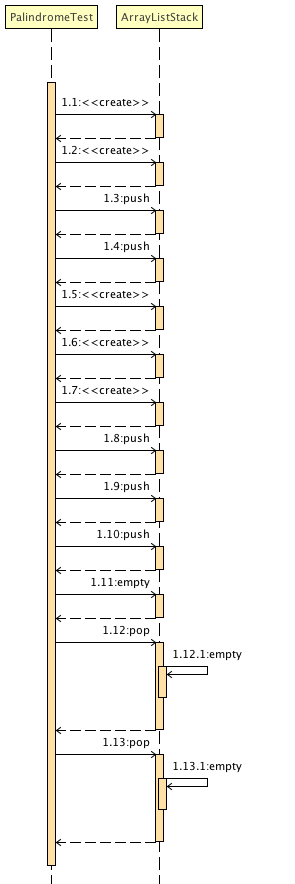 PalindromeTest
ArrayListStack
1.1:<<create>>
1.2:<<create>>
1.3:push
1.4:push
1.5:<<create>>
1.6:<<create>>
1.7:<<create>>
1.8:push
1.9:push
1.10:push
1.11:empty
1.12:pop
1.12.1:empty
1.13:pop
1.13.1:empty